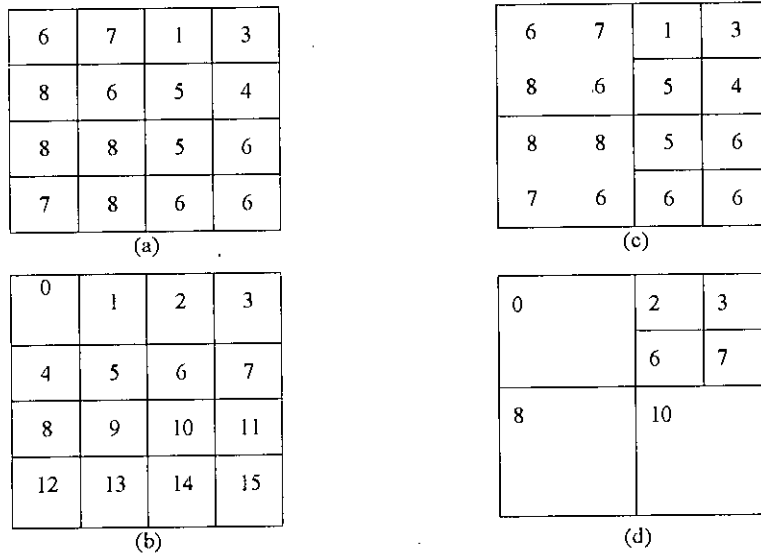 6 7 1 3
8 6 5 4
8 8 5 6
7 8 6 6
(a)
6 7 1 3
8 6 5 4
8 8 5 6
7 6 6 6
(c)
0 1 2 3
4 5 6 7
8 9 10 11
12 13 14 15
(b)
0 2 3
6 7
8 10
(d)